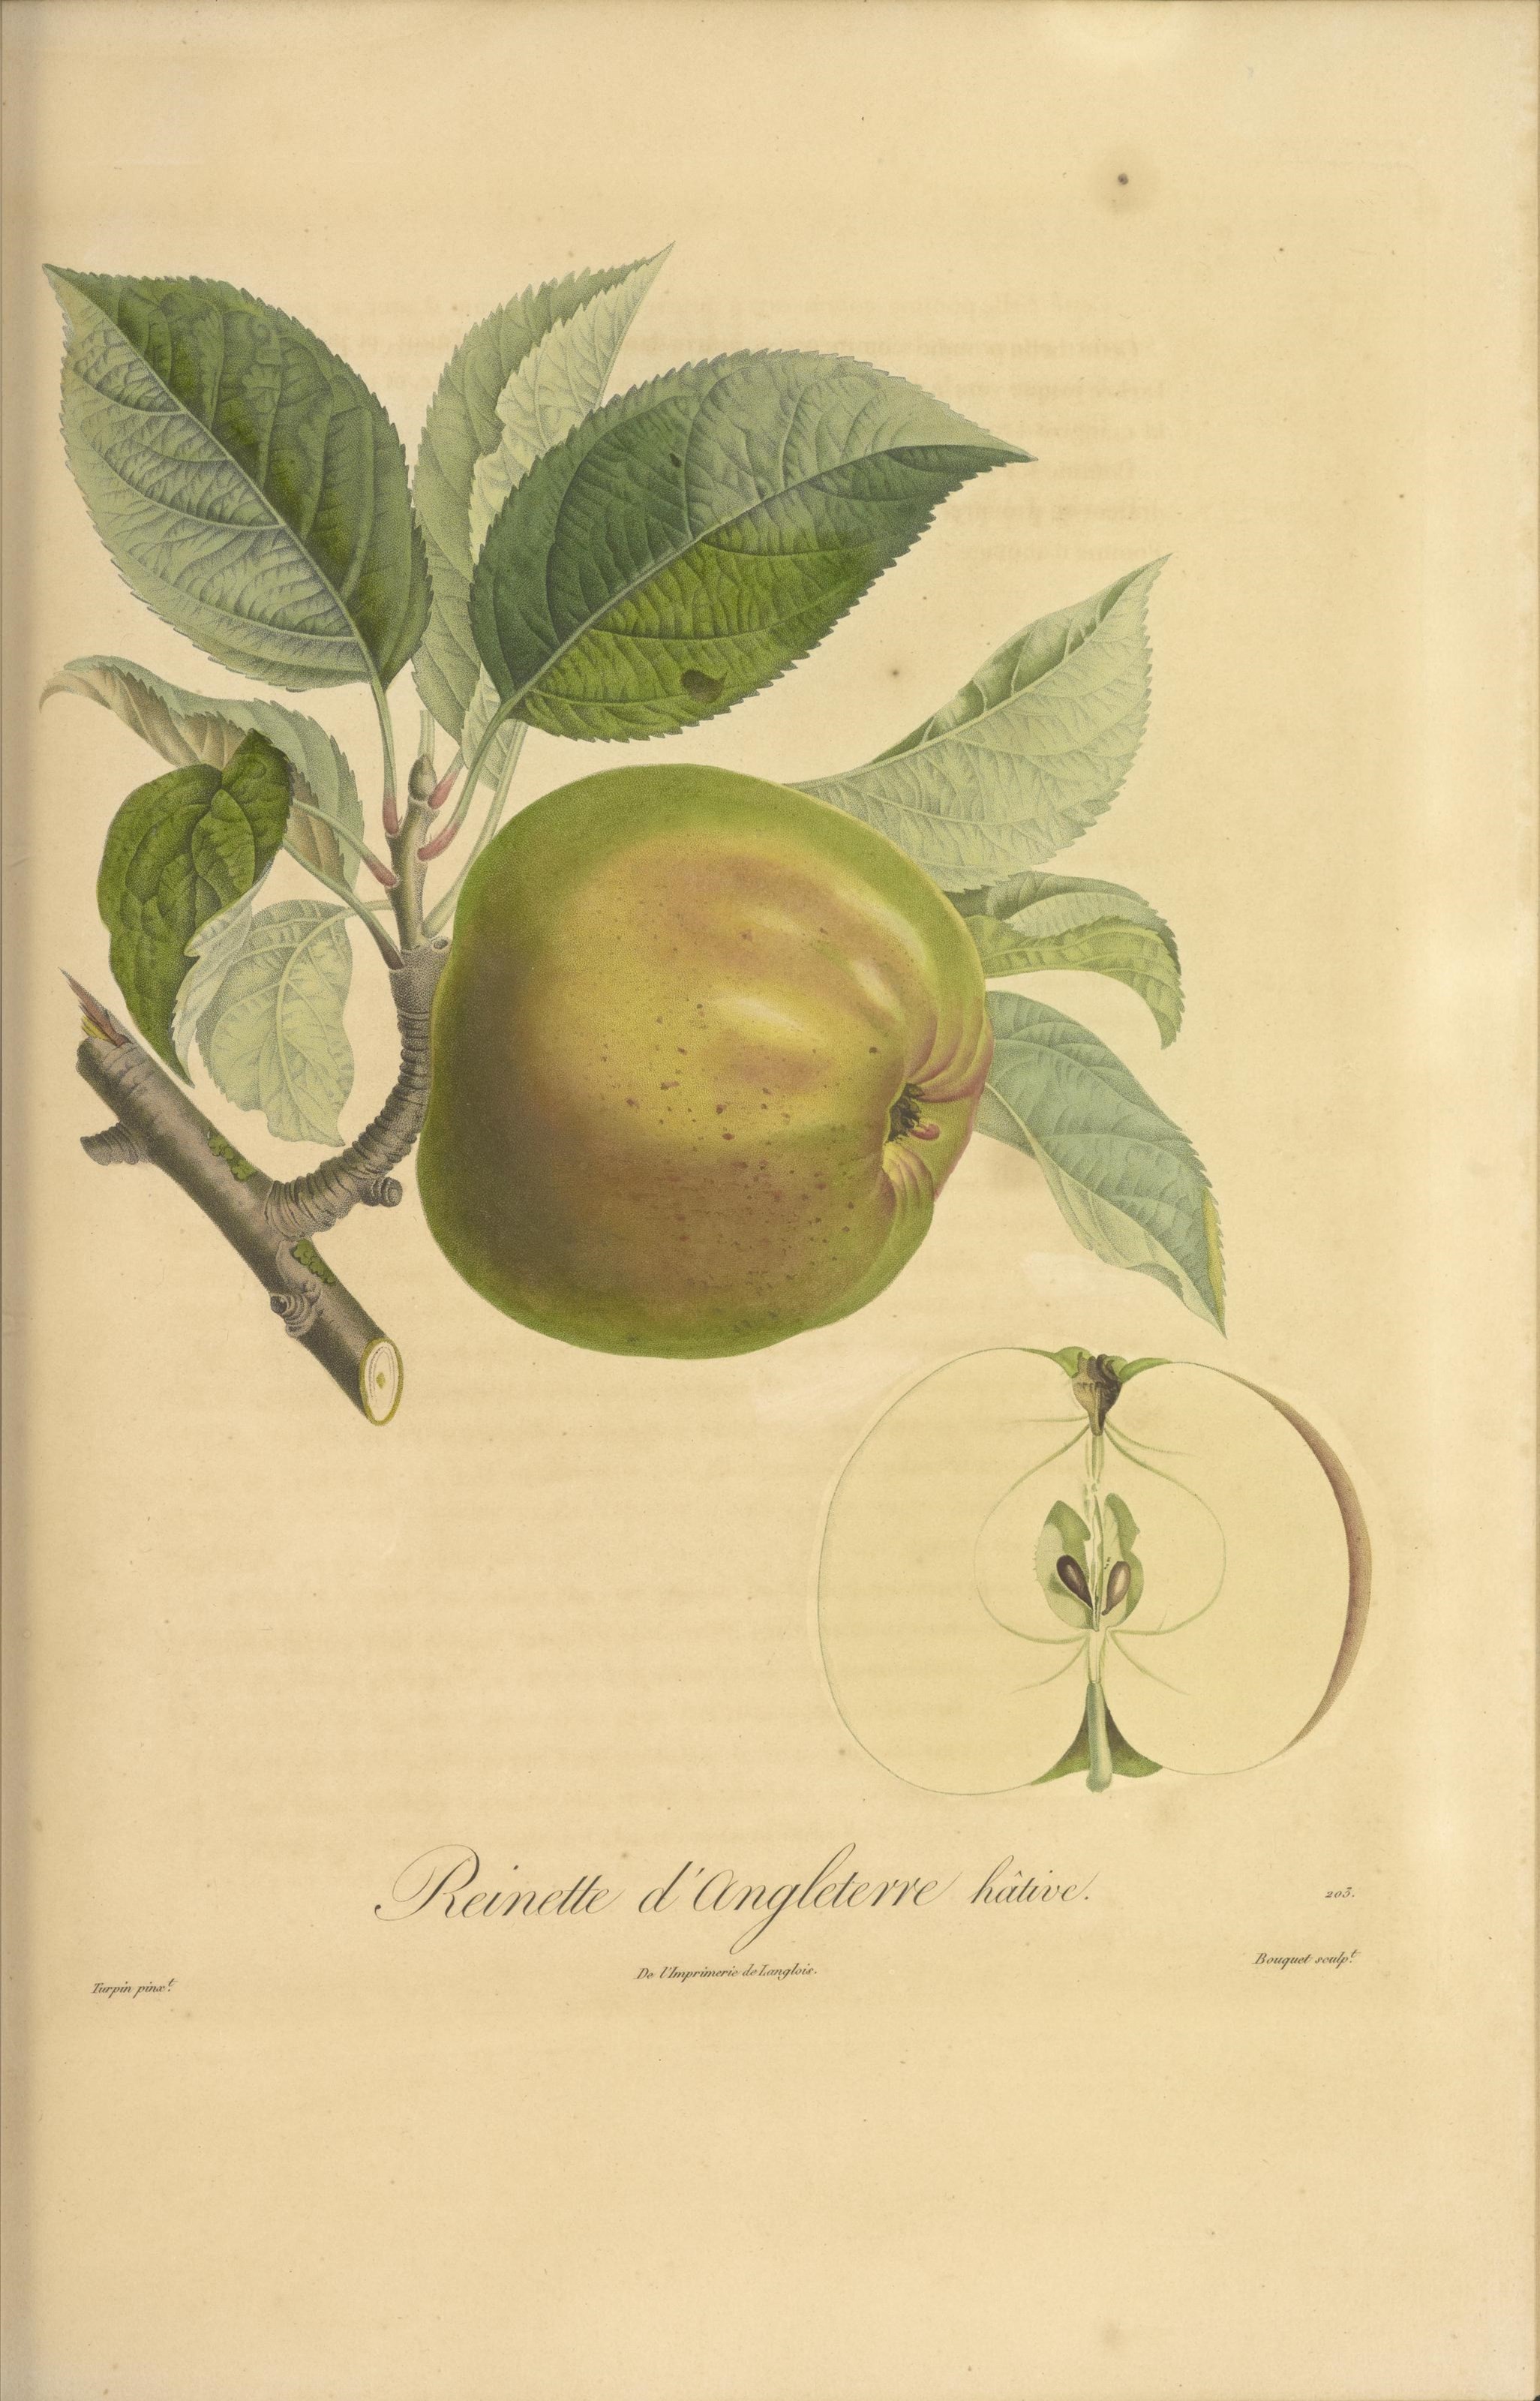 Reinette d'Angleterre hâtive.
203.
Turpin pinx.t
De l'Imprimerie de Langlois.
Bouquet sculp.t